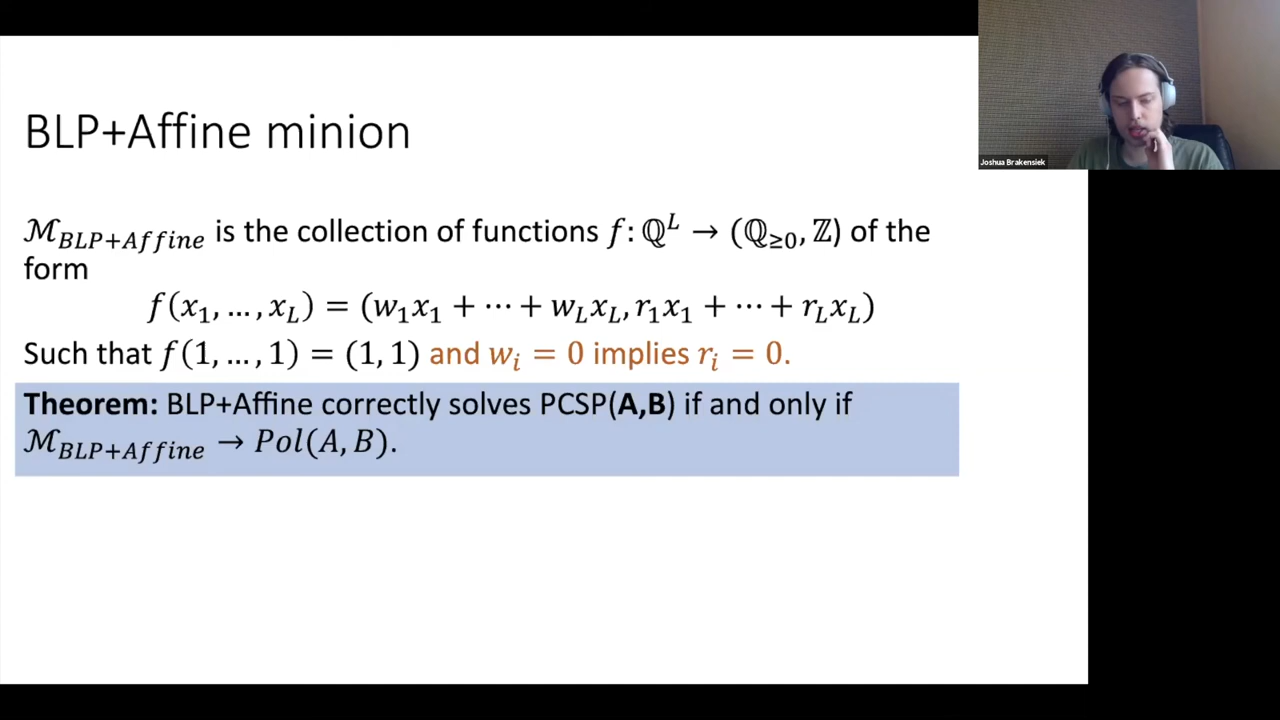 BLP+Affine minion
Joshua Brakensiek
ℳ_{BLP+Affine} is the collection of functions f: ℚ^L → (ℚ_{≥0}, ℤ) of the
form
f(x_1, …, x_L) = (w_1x_1 + ⋯ + w_Lx_L, r_1x_1 + ⋯ + r_Lx_L)
Such that f(1, …, 1) = (1, 1) and w_i = 0 implies r_i = 0.
Theorem: BLP+Affine correctly solves PCSP(A,B) if and only if
ℳ_{BLP+Affine} → Pol(A, B).